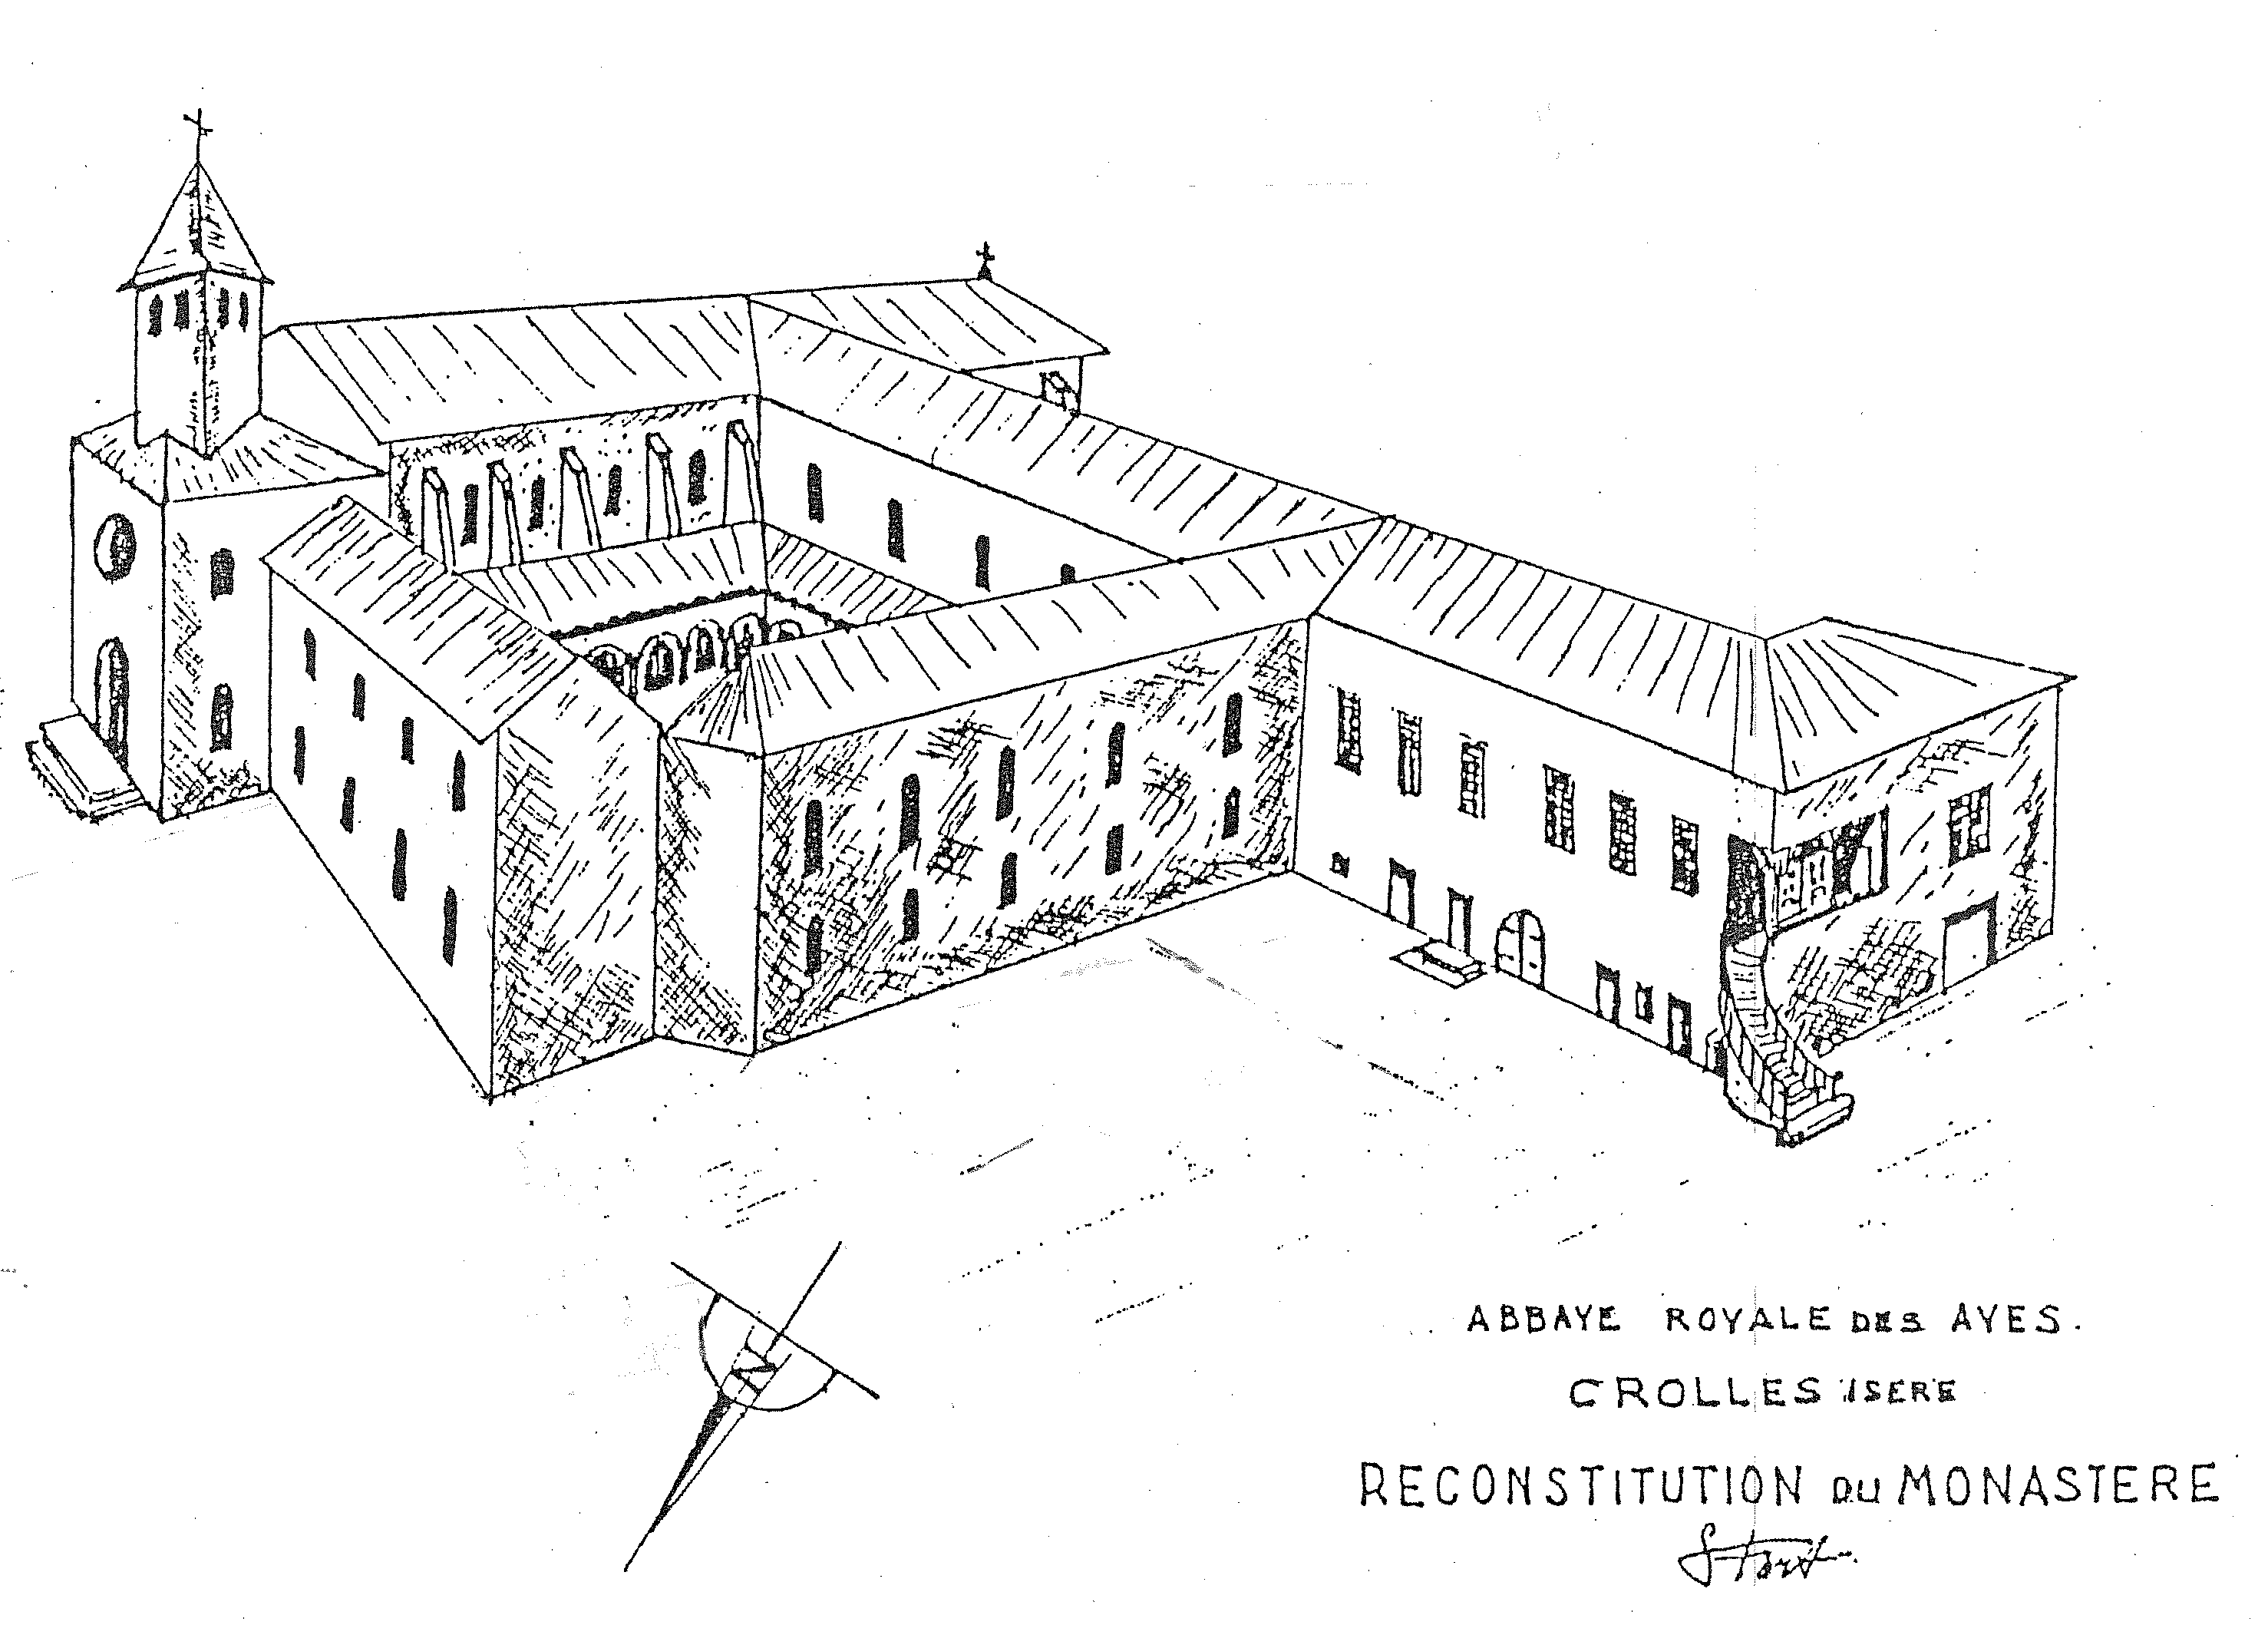 N
ABBAYE ROYALE DES AYES.
CROLLES ISERE
RECONSTITUTION DU MONASTERE